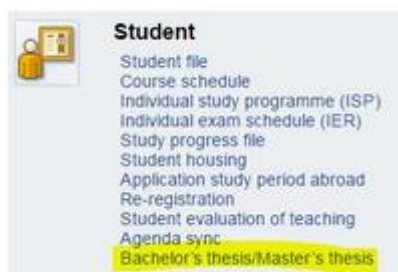 Student
Student file
Course schedule
Individual study programme (ISP)
Individual exam schedule (IER)
Study progress file
Student housing
Application study period abroad
Re-registration
Student evaluation of teaching
Agenda sync
Bachelor's thesis/Master's thesis